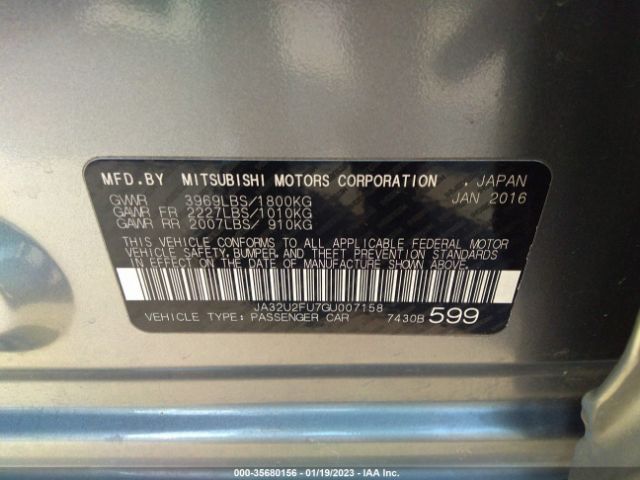 MFD.BY MITSUBISHI MOTORS CORPORATION . JAPAN
GVWR 3969LBS/1800KG JAN 2016
GAWR FR 2227LBS/1010KG
GAWR RR 2007LBS/ 910KG
THIS VEHICLE CONFORMS TO ALL APPLICABLE FEDERAL MOTOR
VEHICLE SAFETY, BUMPER, AND THEFT PREVENTION STANDARDS
IN EFFECT ON THE DATE OF MANUFACTURE SHOWN ABOVE.
JA32U2FU7GU007158
VEHICLE TYPE: PASSENGER CAR 7430B 599
000-35680156 - 01/19/2023 - IAA Inc.